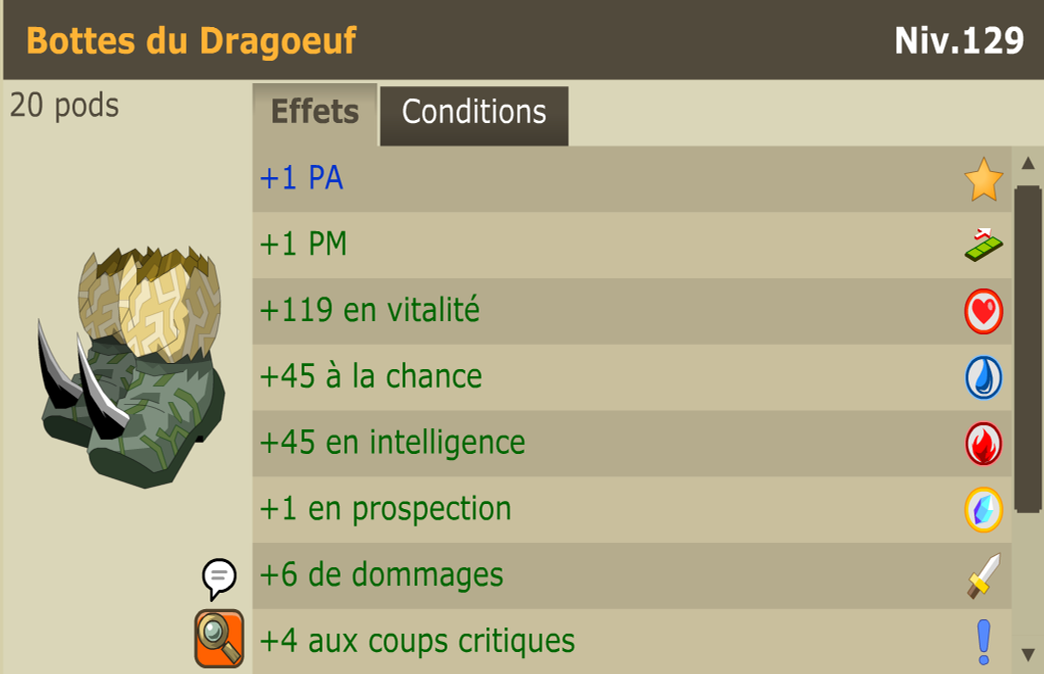 Bottes du Dragoeuf
Niv.129
20 pods
Effets
Conditions
+1 PA
+1 PM
+119 en vitalité
+45 à la chance
+45 en intelligence
+1 en prospection
+6 de dommages
+4 aux coups critiques